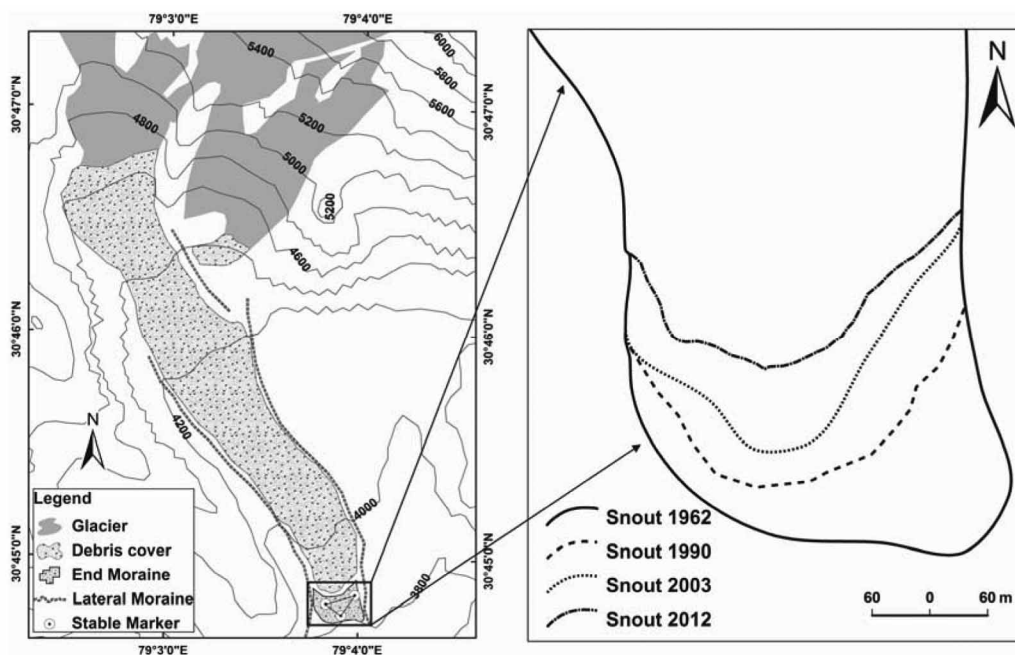 79°3'0"E
79°4'0"E
30°47'0"N
30°46'0"N
30°45'0"N
5400
6000
5800
5600
4800
5200
5000
5200
4600
30°47'0"N
30°46'0"N
30°45'0"N
N
4200
4000
3800
Legend
Glacier
Debris cover
End Moraine
Lateral Moraine
Stable Marker
79°3'0"E
79°4'0"E
N
Snout 1962
Snout 1990
Snout 2003
Snout 2012
60 0 60 m